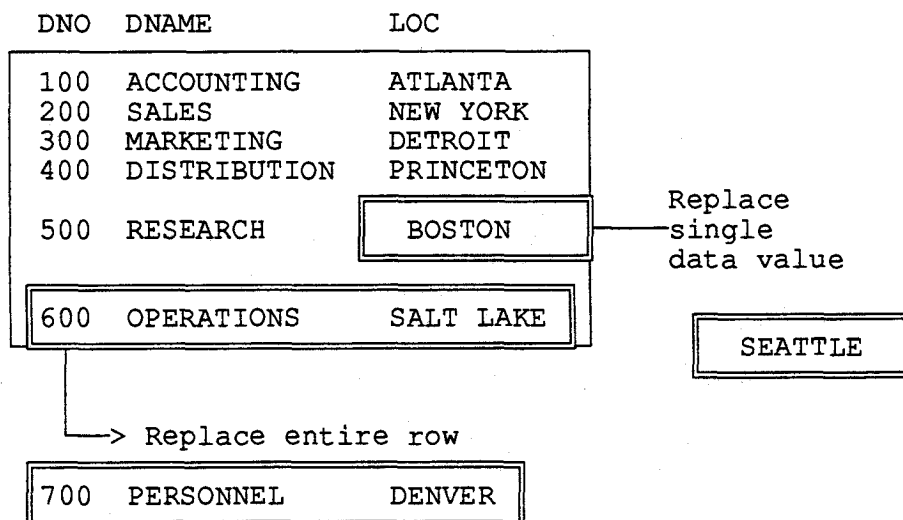 DNO DNAME LOC
100 ACCOUNTING ATLANTA
200 SALES NEW YORK
300 MARKETING DETROIT
400 DISTRIBUTION PRINCETON
500 RESEARCH BOSTON
Replace
single
data value
600 OPERATIONS SALT LAKE
SEATTLE
> Replace entire row
700 PERSONNEL DENVER